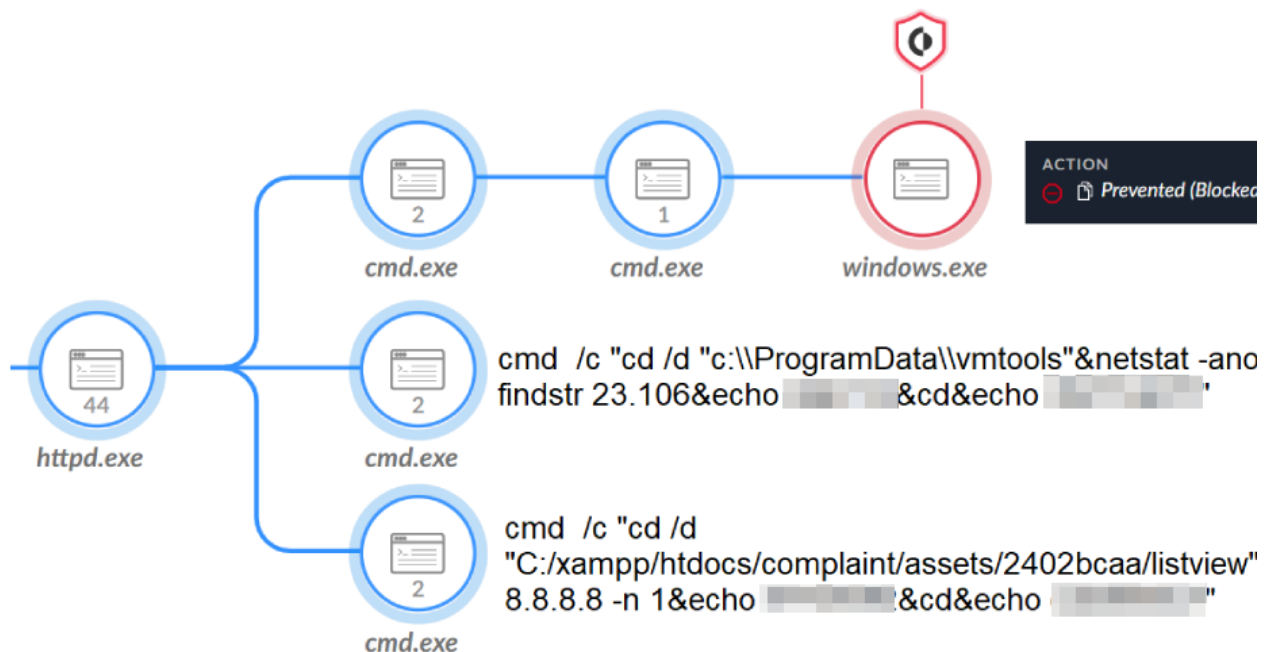 ACTION
Prevented (Blocked
2
1
cmd.exe
cmd.exe
windows.exe
cmd /c "cd /d "c:\\ProgramData\\vmtools"&netstat -ano
findstr 23.106&echo &cd&echo "
44
2
httpd.exe
cmd.exe
cmd /c "cd /d
"C:/xampp/htdocs/complaint/assets/2402bcaa/listview"
8.8.8.8 -n 1&echo &cd&echo "
2
cmd.exe